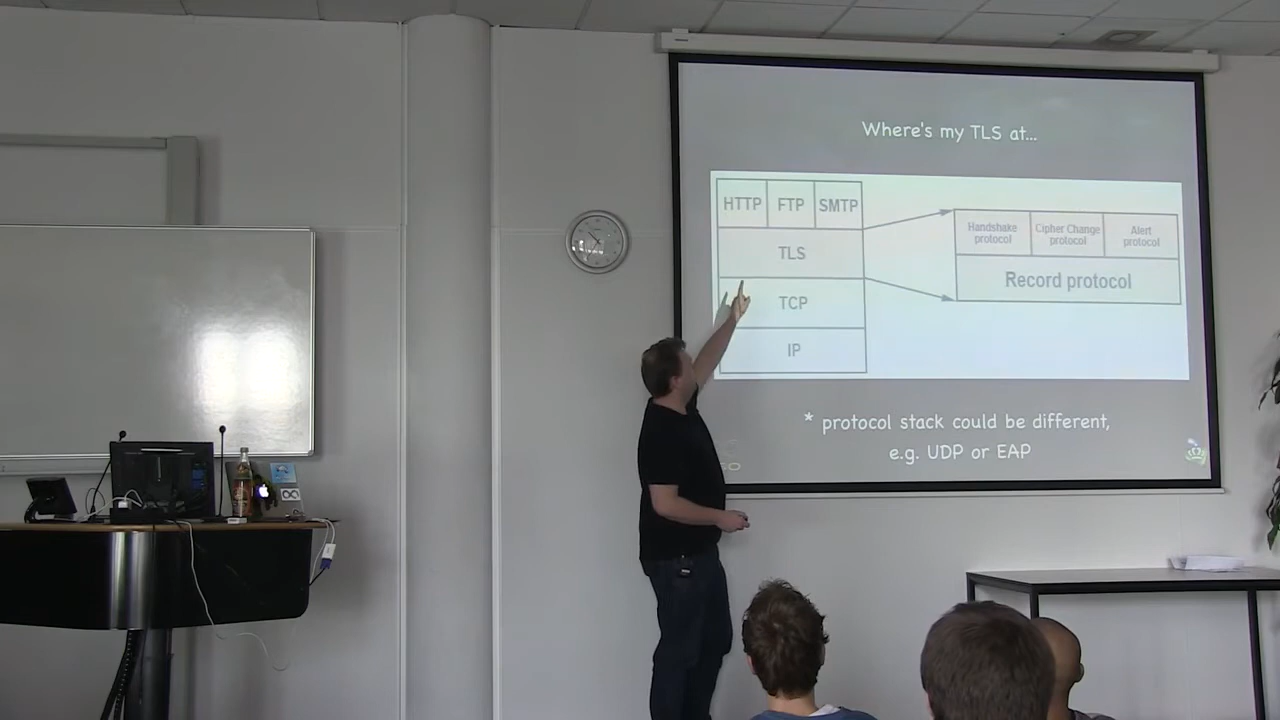 Where's my TLS at...
HTTP FTP SMTP
TLS
TCP
IP
Handshake protocol
Cipher Change protocol
Alert protocol
Record protocol
* protocol stack could be different,
e.g. UDP or EAP